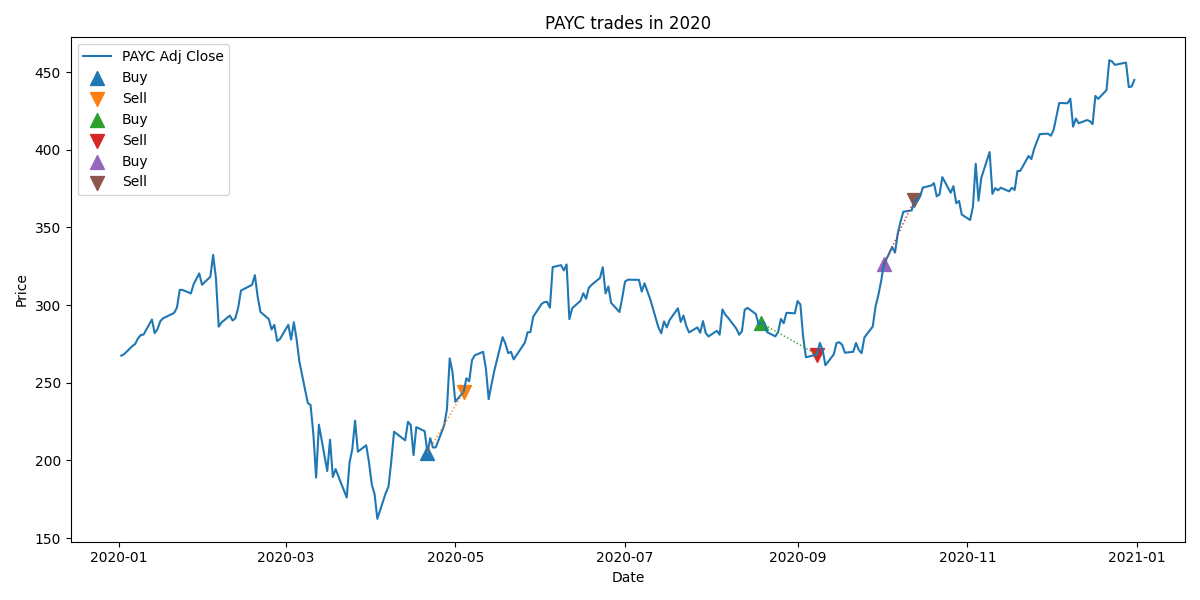 PAYC trades in 2020
PAYC Adj Close
Buy
Sell
Buy
Sell
Buy
Sell
450
400
350
300
250
200
150
Price
2020-01 2020-03 2020-05 2020-07 2020-09 2020-11 2021-01
Date